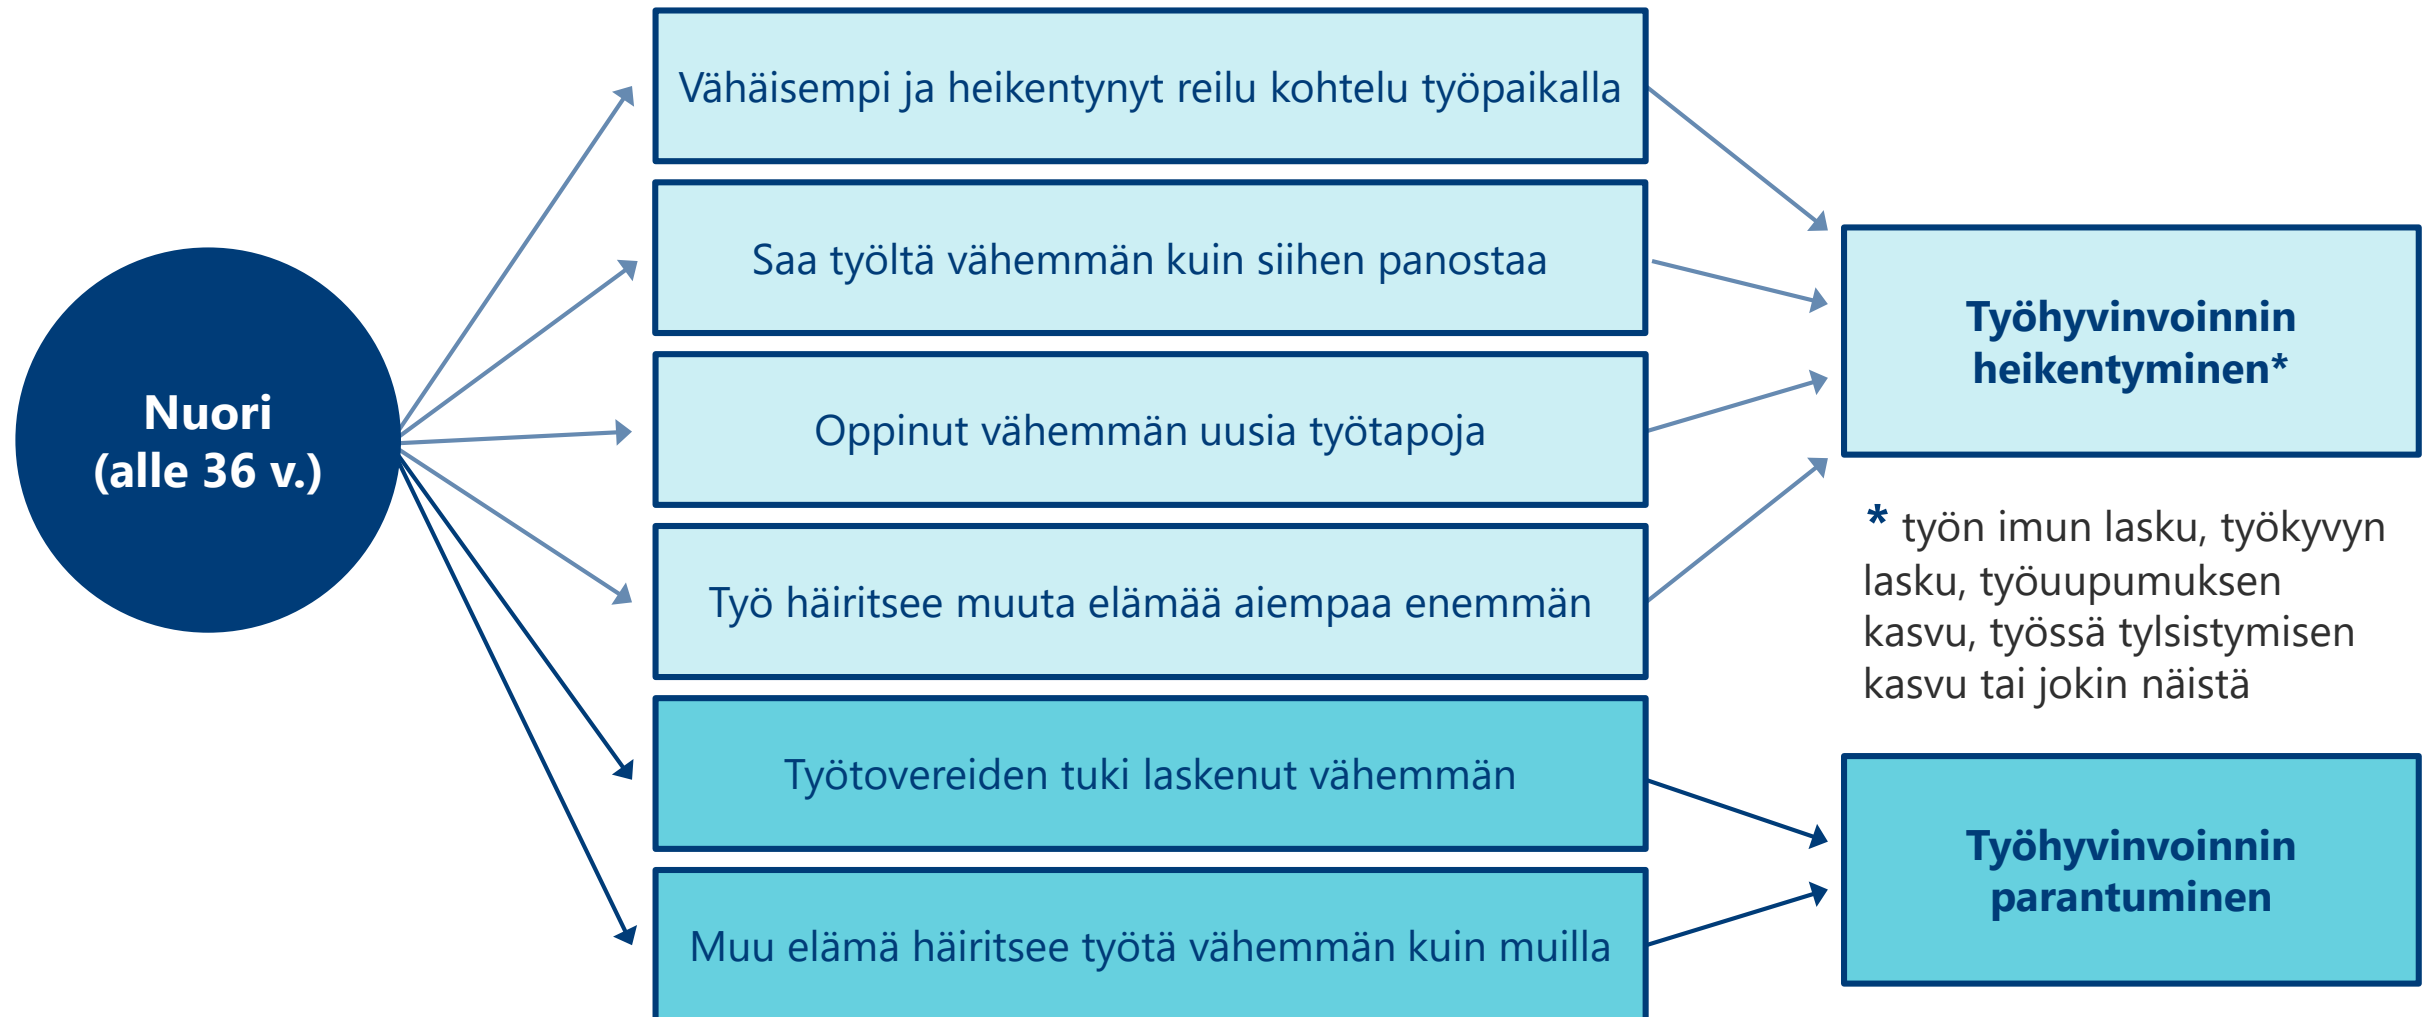 Nuori
(alle 36 v.)
Vähäisempi ja heikentynyt reilu kohtelu työpaikalla
Saa työltä vähemmän kuin siihen panostaa
Oppinut vähemmän uusia työtapoja
Työ häiritsee muuta elämää aiempaa enemmän
Työtovereiden tuki laskenut vähemmän
Muu elämä häiritsee työtä vähemmän kuin muilla
Työhyvinvoinnin
heikentyminen*
* työn imun lasku, työkyvyn
lasku, työuupumuksen
kasvu, työssä tylsistymisen
kasvu tai jokin näistä
Työhyvinvoinnin
parantuminen